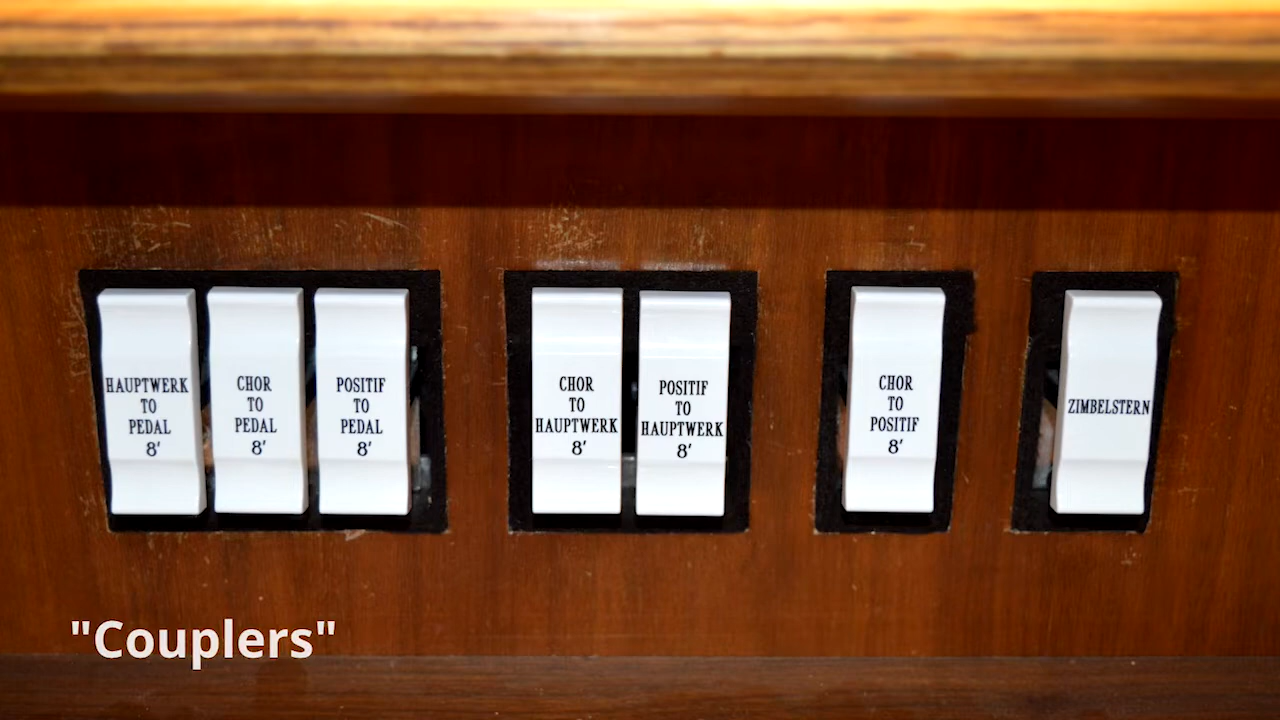 HAUPTWERK
TO
PEDAL
8′
CHOR
TO
PEDAL
8′
POSITIF
TO
PEDAL
8′
CHOR
TO
HAUPTWERK
8′
POSITIF
TO
HAUPTWERK
8′
CHOR
TO
POSITIF
8′
ZIMBELSTERN
"Couplers"